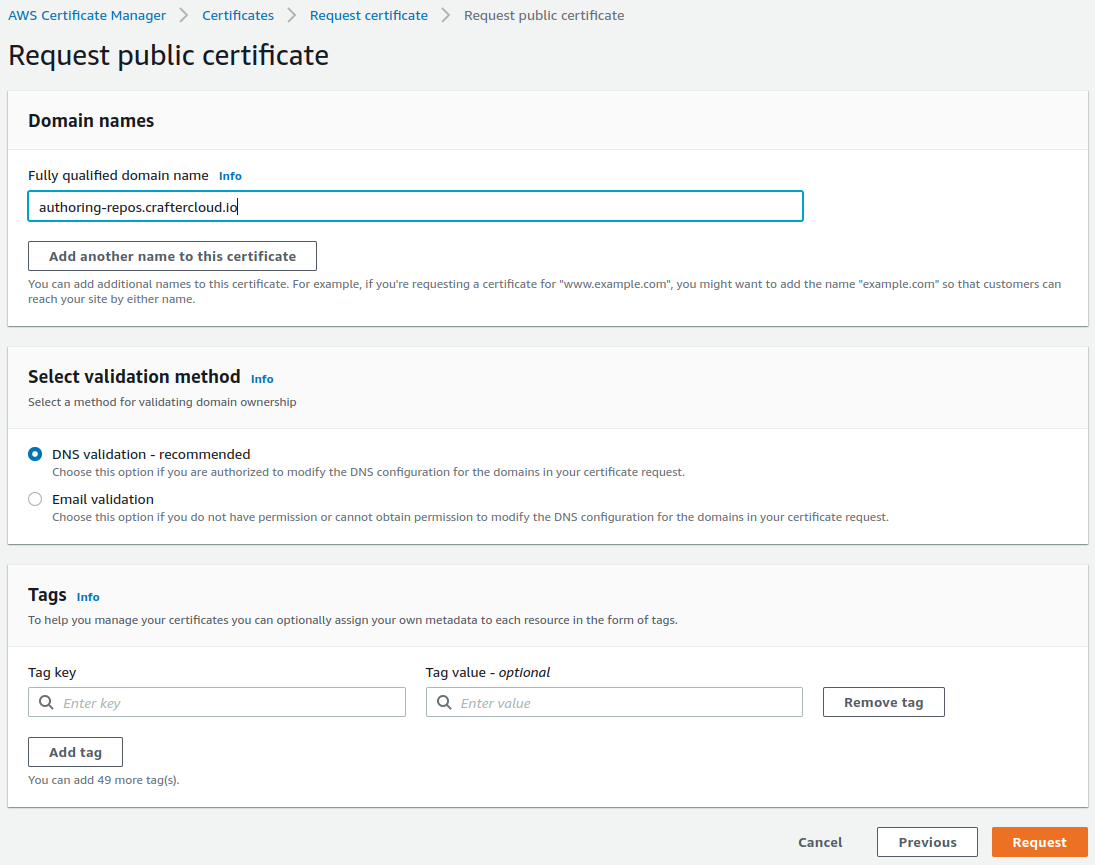 AWS Certificate Manager > Certificates > Request certificate > Request public certificate
Request public certificate
Domain names
Fully qualified domain name Info
authoring-repos.craftercloud.io
Add another name to this certificate
You can add additional names to this certificate. For example, if you're requesting a certificate for "www.example.com", you might want to add the name "example.com" so that customers can
reach your site by either name.
Select validation method Info
Select a method for validating domain ownership
DNS validation - recommended
Choose this option if you are authorized to modify the DNS configuration for the domains in your certificate request.
Email validation
Choose this option if you do not have permission or cannot obtain permission to modify the DNS configuration for the domains in your certificate request.
Tags Info
To help you manage your certificates you can optionally assign your own metadata to each resource in the form of tags.
Tag key Tag value - optional
Enter key Enter value Remove tag
Add tag
You can add 49 more tag(s).
Cancel Previous Request